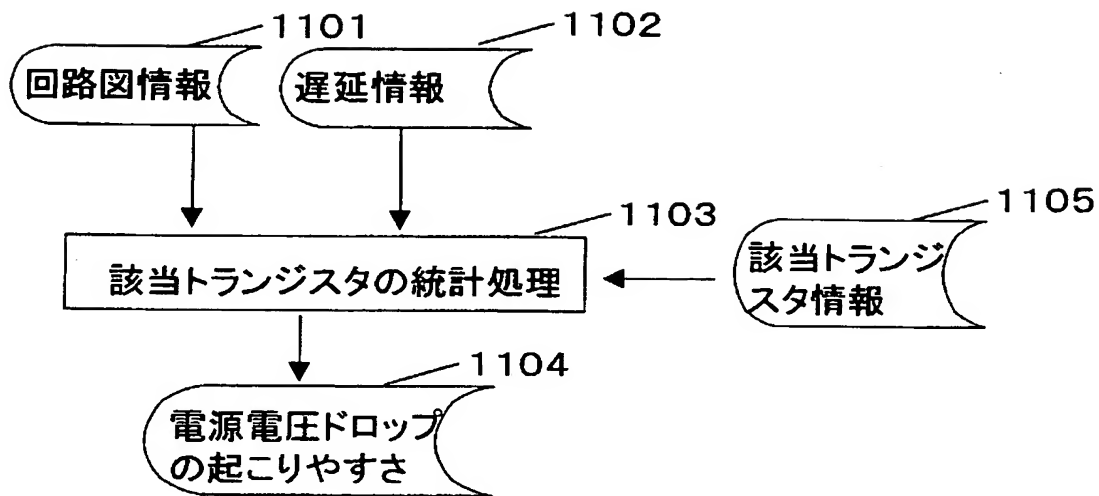 1101
1102
回路図情報
遅延情報
1103
1105
該当トランジスタの統計処理
該当トランジ
スタ情報
1104
電源電圧ドロップ
の起こりやすさ